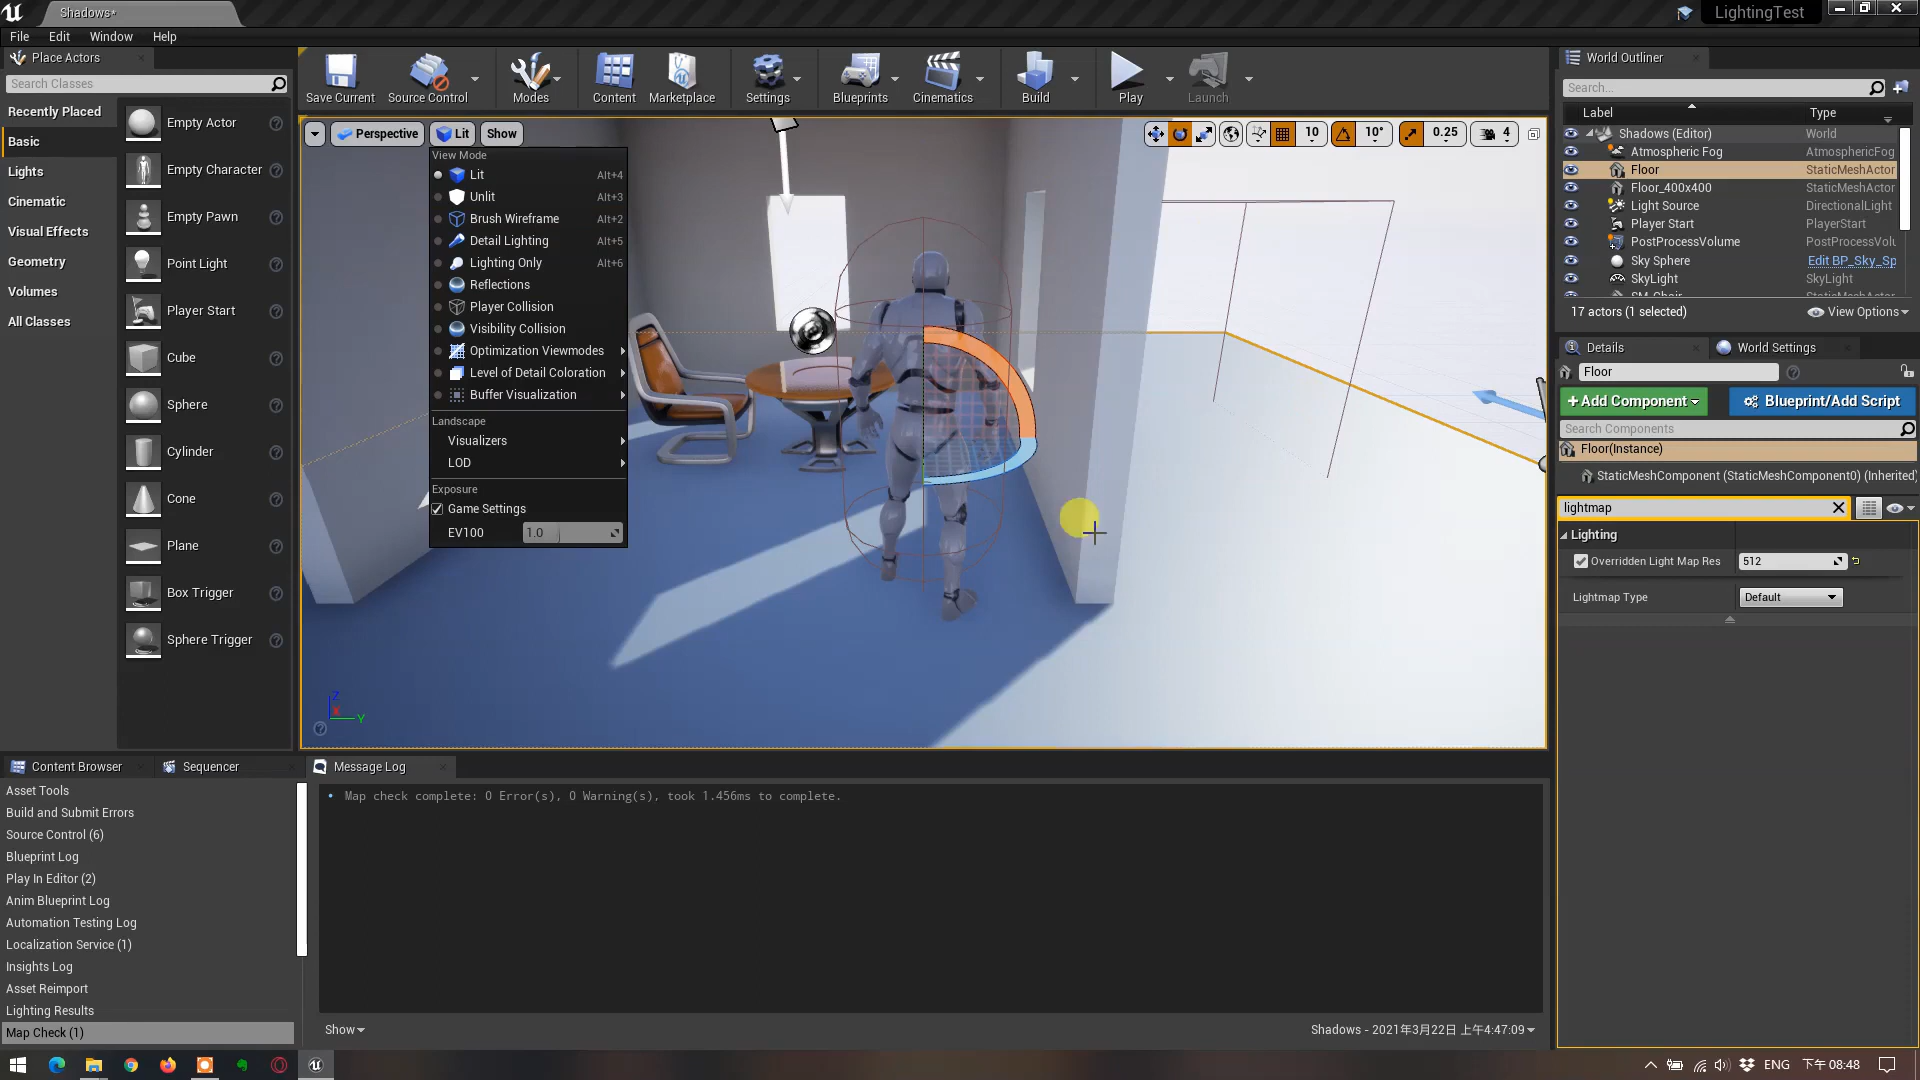 Shadows*
LightingTest
File Edit Window Help
Place Actors
Search Classes
Recently Placed
Basic
Lights
Cinematic
Visual Effects
Geometry
Volumes
All Classes
Empty Actor
Empty Character
Empty Pawn
Point Light
Player Start
Cube
Sphere
Cylinder
Cone
Plane
Box Trigger
Sphere Trigger
Save Current Source Control Modes Content Marketplace Settings Blueprints Cinematics Build Play Launch
Perspective Lit Show
10 10° 0.25 4
View Mode
Lit Alt+4
Unlit Alt+3
Brush Wireframe Alt+2
Detail Lighting Alt+5
Lighting Only Alt+6
Reflections
Player Collision
Visibility Collision
Optimization Viewmodes
Level of Detail Coloration
Buffer Visualization
Landscape
Visualizers
LOD
Exposure
Game Settings
EV100 1.0
Z
X Y
World Outliner
Search...
Label Type
Shadows (Editor) World
Atmospheric Fog AtmosphericFog
Floor StaticMeshActor
Floor_400x400 StaticMeshActor
Light Source DirectionalLight
Player Start PlayerStart
PostProcessVolume PostProcessVolu
Sky Sphere Edit BP_Sky_Sp
SkyLight SkyLight
17 actors (1 selected) View Options
Details World Settings
Floor
+Add Component Blueprint/Add Script
Search Components
Floor(Instance)
StaticMeshComponent (StaticMeshComponent0) (Inherited)
lightmap
Lighting
Overridden Light Map Res 512
Lightmap Type Default
Content Browser Sequencer Message Log
Asset Tools
Build and Submit Errors
Source Control (6)
Blueprint Log
Play In Editor (2)
Anim Blueprint Log
Automation Testing Log
Localization Service (1)
Insights Log
Asset Reimport
Lighting Results
Map Check (1)
• Map check complete: 0 Error(s), 0 Warning(s), took 1.456ms to complete.
Show
Shadows - 2021年3月22日 上午4:47:09
ENG 下午 08:48